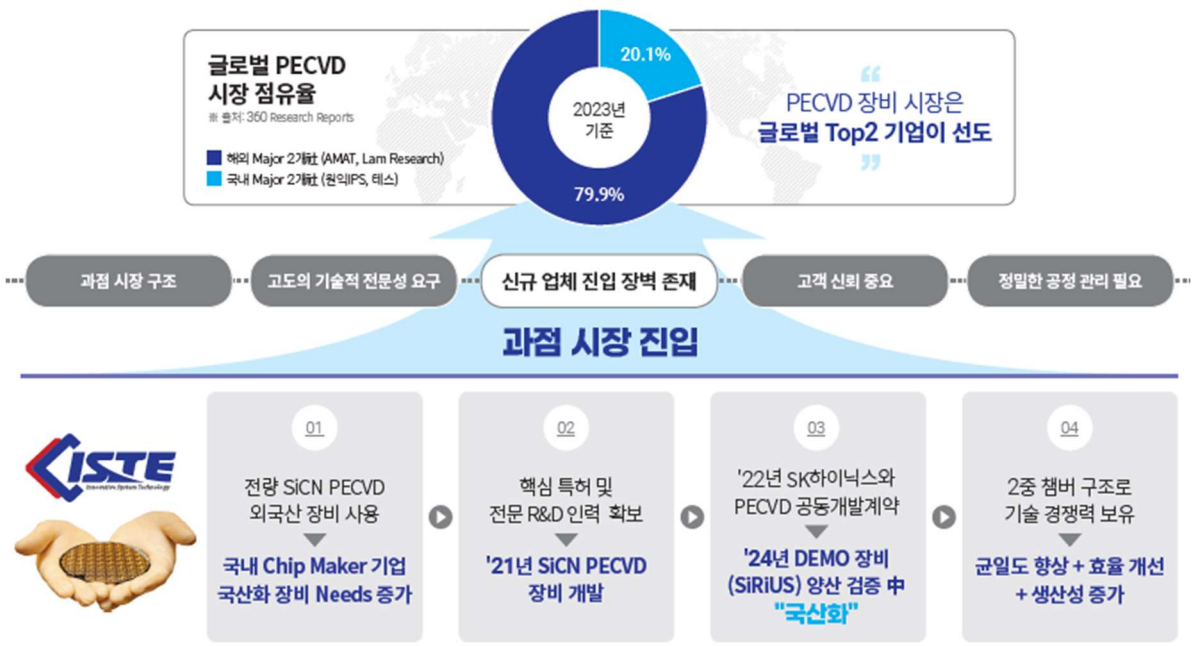 글로벌 PECVD
시장 점유율
※ 출처: 360 Research Reports
해외 Major 2개社 (AMAT, Lam Research)
국내 Major 2개社 (원익IPS, 테스)
20.1%
2023년
기준
79.9%
“
PECVD 장비 시장은
글로벌 Top2 기업이 선도
”
과점 시장 구조
고도의 기술적 전문성 요구
신규 업체 진입 장벽 존재
고객 신뢰 중요
정밀한 공정 관리 필요
과점 시장 진입
ISTE
Innovation System Technology
01
전량 SiCN PECVD
외국산 장비 사용
국내 Chip Maker 기업
국산화 장비 Needs 증가
02
핵심 특허 및
전문 R&D 인력 확보
'21년 SiCN PECVD
장비 개발
03
'22년 SK하이닉스와
PECVD 공동개발계약
'24년 DEMO 장비
(SiRiUS) 양산 검증 中
"국산화"
04
2중 챔버 구조로
기술 경쟁력 보유
균일도 향상 + 효율 개선
+ 생산성 증가